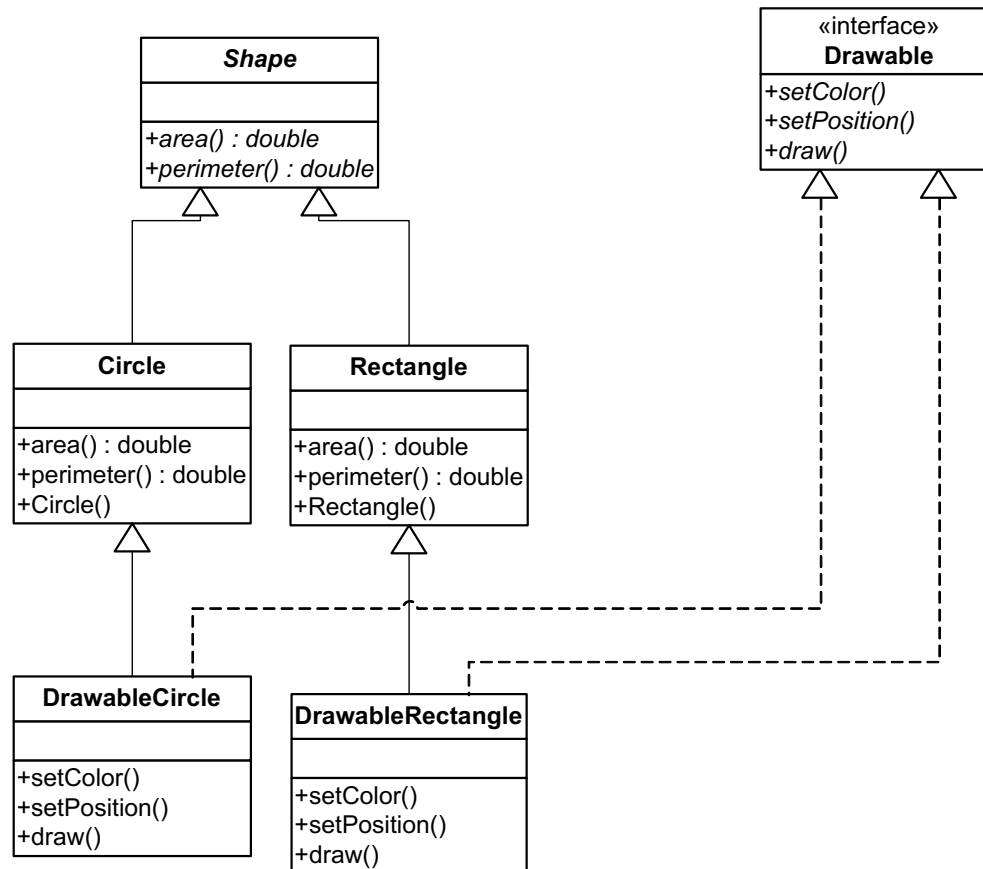 Shape
+area() : double
+perimeter() : double
«interface»
Drawable
+setColor()
+setPosition()
+draw()
Circle
+area() : double
+perimeter() : double
+Circle()
Rectangle
+area() : double
+perimeter() : double
+Rectangle()
DrawableCircle
+setColor()
+setPosition()
+draw()
DrawableRectangle
+setColor()
+setPosition()
+draw()